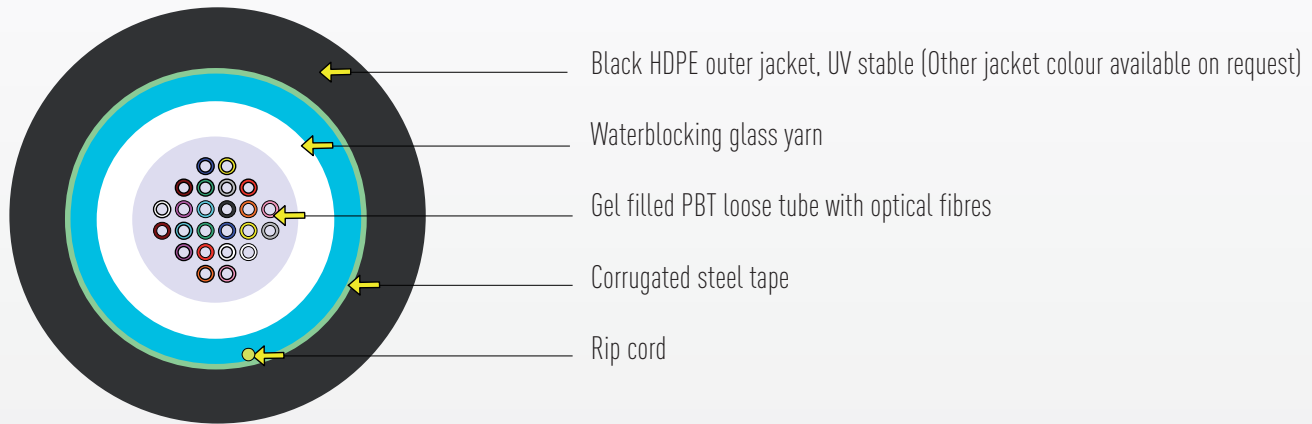 Black HDPE outer jacket, UV stable (Other jacket colour available on request)
Waterblocking glass yarn
Gel filled PBT loose tube with optical fibres
Corrugated steel tape
Rip cord